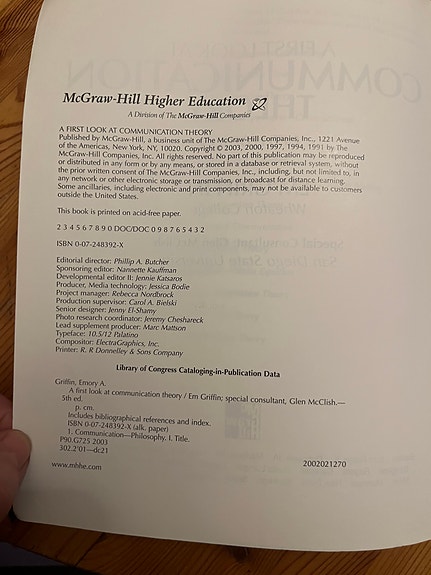 McGraw-Hill Higher Education
A Division of The McGraw-Hill Companies
A FIRST LOOK AT COMMUNICATION THEORY
Published by McGraw-Hill, a business unit of The McGraw-Hill Companies, Inc., 1221 Avenue
of the Americas, New York, NY, 10020. Copyright © 2003, 2000, 1997, 1994, 1991 by The
McGraw-Hill Companies, Inc. All rights reserved. No part of this publication may be reproduced
or distributed in any form or by any means, or stored in a database or retrieval system, without
the prior written consent of The McGraw-Hill Companies, Inc., including, but not limited to, in
any network or other electronic storage or transmission, or broadcast for distance learning.
Some ancillaries, including electronic and print components, may not be available to customers
outside the United States.
This book is printed on acid-free paper.
2 3 4 5 6 7 8 9 0 DOC/DOC 0 9 8 7 6 5 4 3 2
ISBN 0-07-248392-X
Editorial director: Phillip A. Butcher
Sponsoring editor: Nannette Kauffman
Developmental editor II: Jennie Katsaros
Producer, Media technology: Jessica Bodie
Project manager: Rebecca Nordbrock
Production supervisor: Carol A. Bielski
Senior designer: Jenny El-Shamy
Photo research coordinator: Jeremy Cheshareck
Lead supplement producer: Marc Mattson
Typeface: 10.5/12 Palatino
Compositor: ElectraGraphics, Inc.
Printer: R. R Donnelley & Sons Company
Library of Congress Cataloging-in-Publication Data
Griffin, Emory A.
A first look at communication theory / Em Griffin; special consultant, Glen McClish.—
5th ed.
p. cm.
Includes bibliographical references and index.
ISBN 0-07-248392-X (alk. paper)
1. Communication—Philosophy. I. Title.
P90.G725 2003
302.2'01—dc21
2002021270
www.mhhe.com